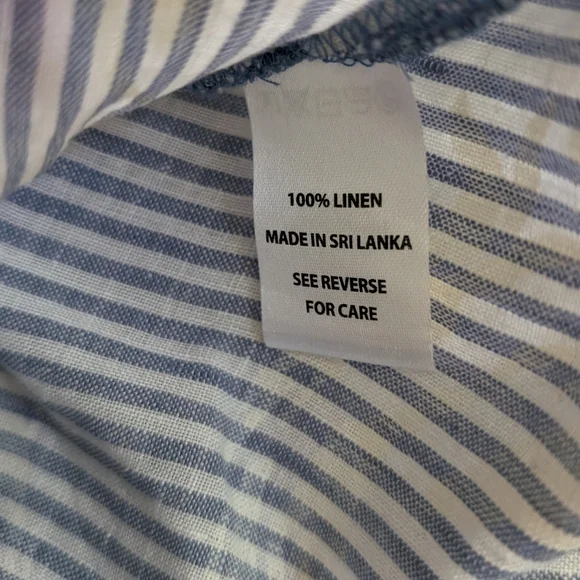 100% LINEN
MADE IN SRI LANKA
SEE REVERSE
FOR CARE